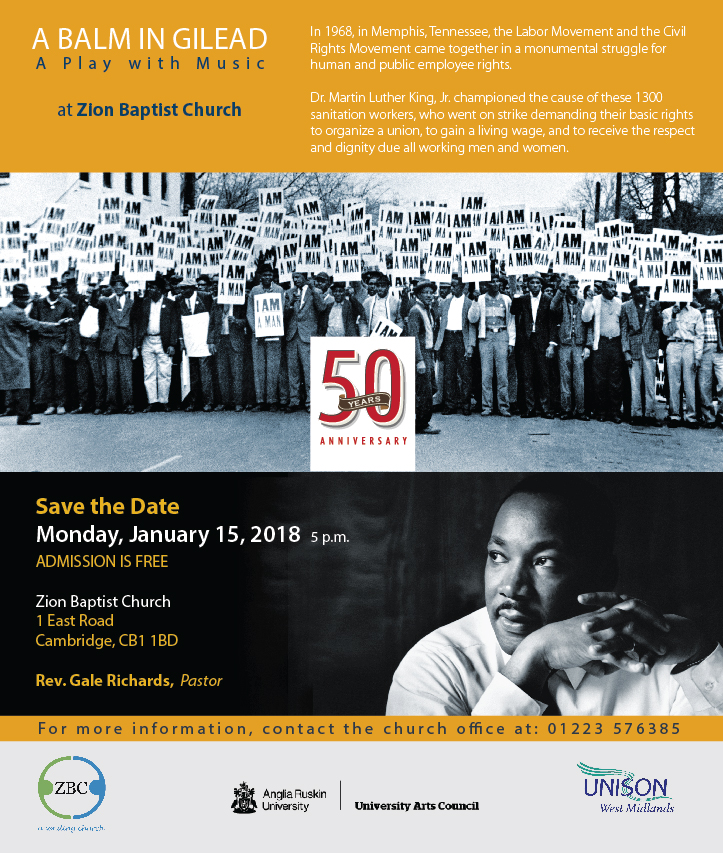 A BALM IN GILEAD
A Play with Music
at Zion Baptist Church
In 1968, in Memphis, Tennessee, the Labor Movement and the Civil
Rights Movement came together in a monumental struggle for
human and public employee rights.
Dr. Martin Luther King, Jr. championed the cause of these 1300
sanitation workers, who went on strike demanding their basic rights
to organize a union, to gain a living wage, and to receive the respect
and dignity due all working men and women.
I AM
A MAN
50
YEARS
ANNIVERSARY
Save the Date
Monday, January 15, 2018 5 p.m.
ADMISSION IS FREE
Zion Baptist Church
1 East Road
Cambridge, CB1 1BD
Rev. Gale Richards, Pastor
For more information, contact the church office at: 01223 576385
ZBC
church
Anglia Ruskin
University
University Arts Council
UNISON
West Midlands